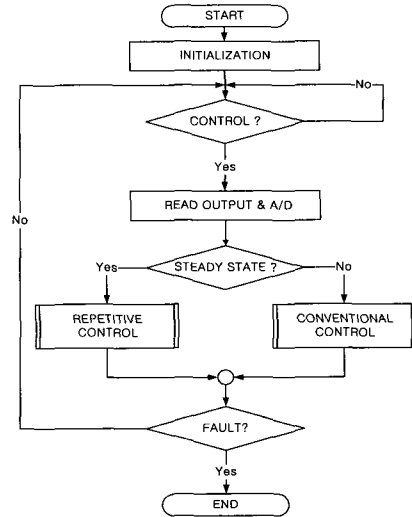 START
INITIALIZATION
No
CONTROL ?
Yes
READ OUTPUT & A/D
No
Yes
STEADY STATE ?
No
REPETITIVE
CONTROL
CONVENTIONAL
CONTROL
FAULT?
Yes
END